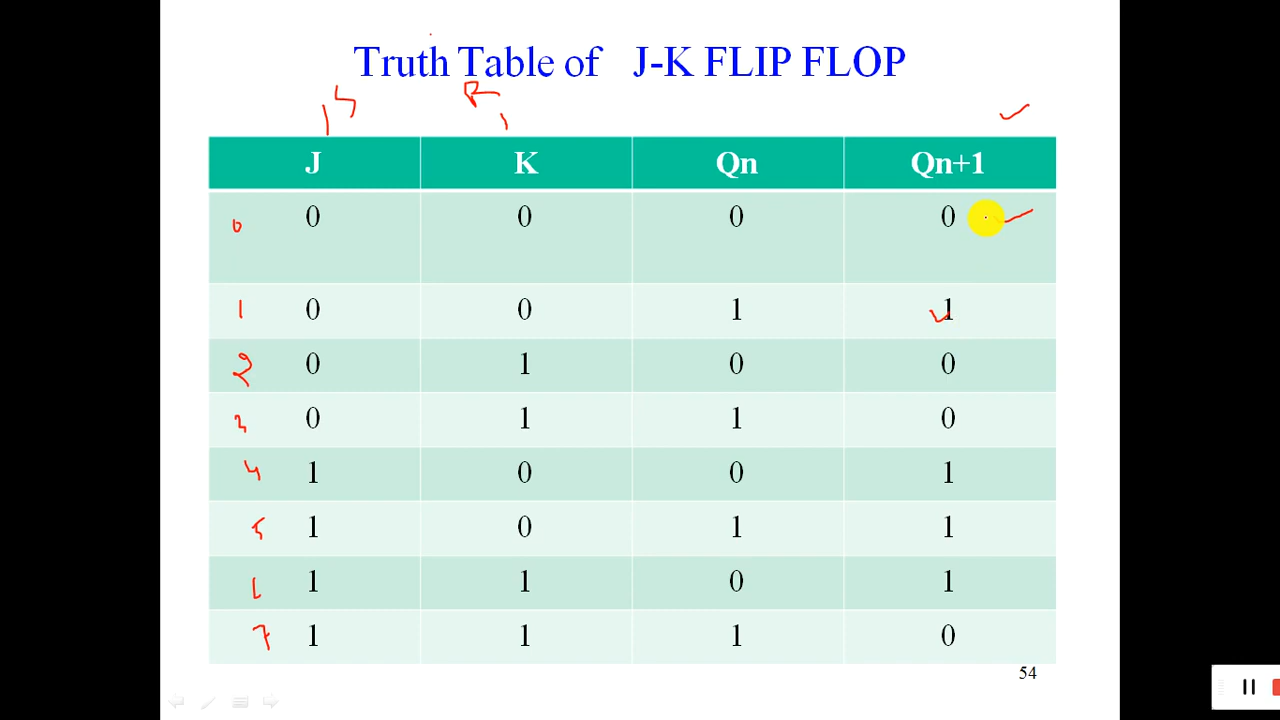 Truth Table of J-K FLIP FLOP
1 S R 1
J K Qn Qn+1
0 0 0 0 0
1 0 0 1 1
2 0 1 0 0
3 0 1 1 0
4 1 0 0 1
5 1 0 1 1
6 1 1 0 1
7 1 1 1 0
54